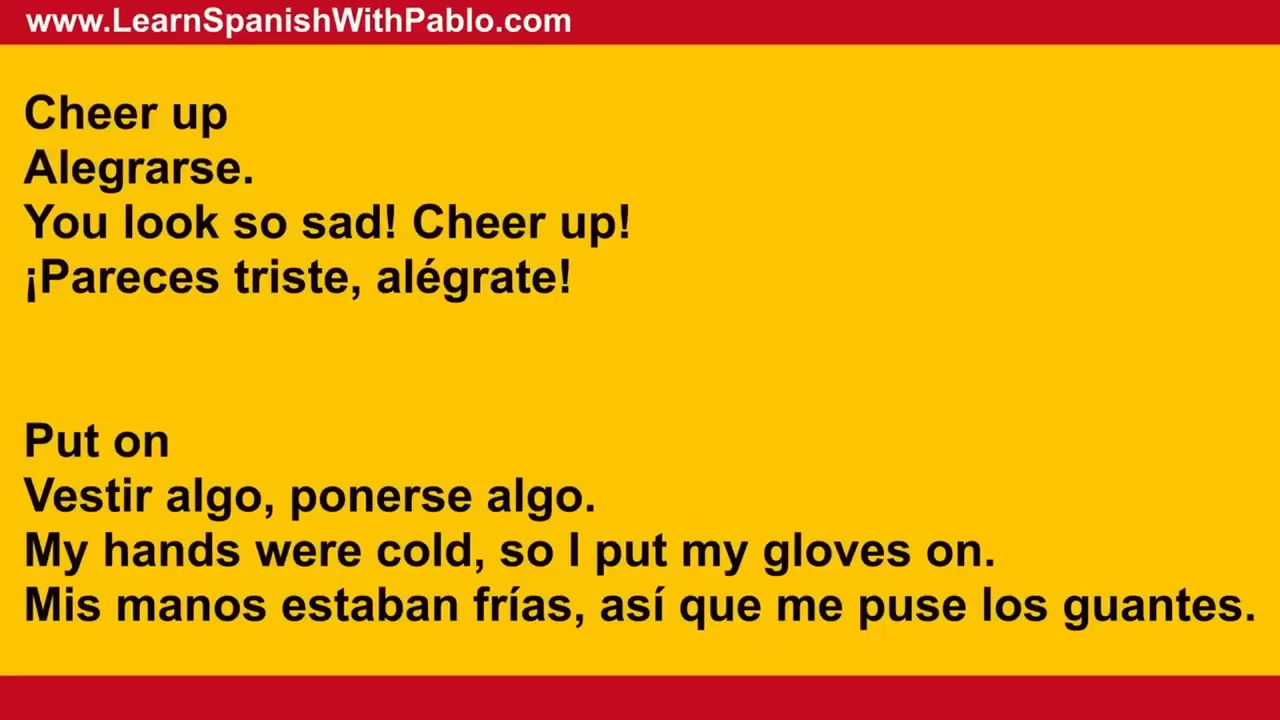 www.LearnSpanishWithPablo.com
Cheer up
Alegrarse.
You look so sad! Cheer up!
¡Pareces triste, alégrate!
Put on
Vestir algo, ponerse algo.
My hands were cold, so I put my gloves on.
Mis manos estaban frías, así que me puse los guantes.